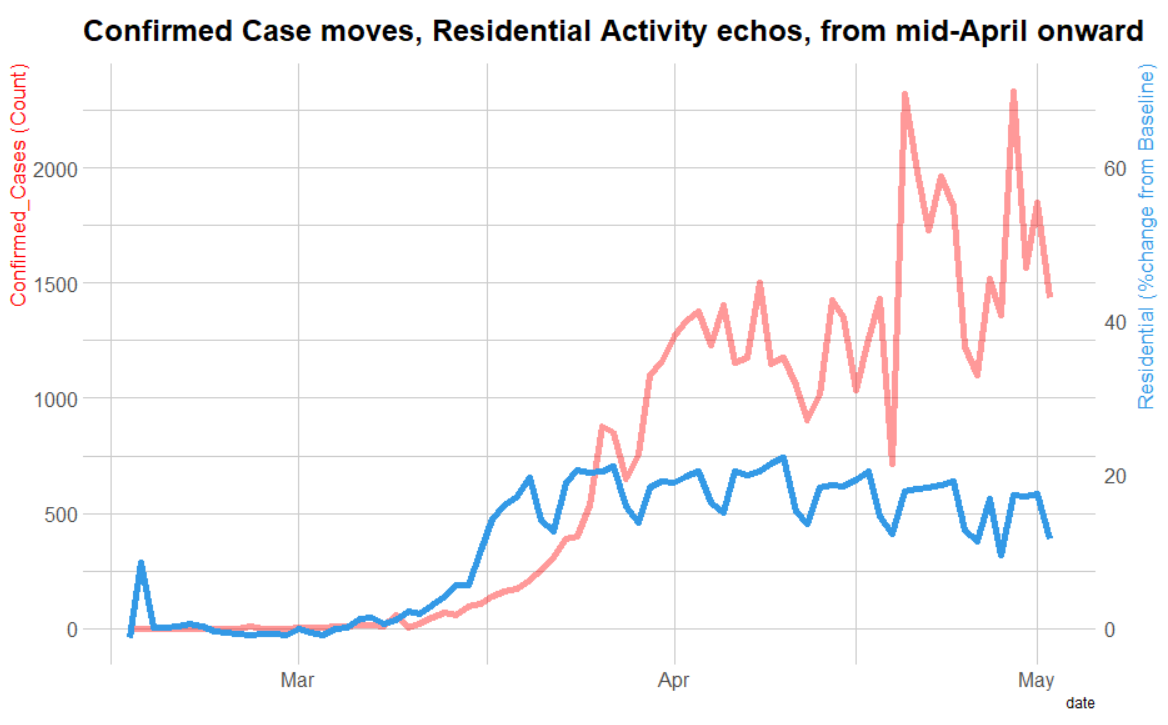 Confirmed Case moves, Residential Activity echos, from mid-April onward
Confirmed_Cases (Count)
Residential (%change from Baseline)
2000
1500
1000
500
0
60
40
20
0
Mar
Apr
May
date